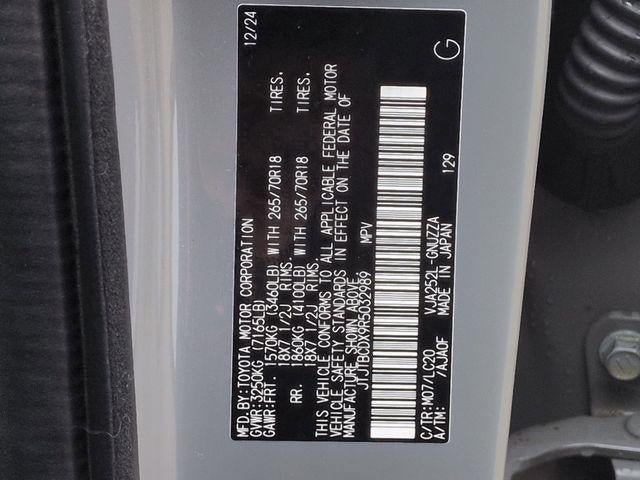 MFD.BY:TOYOTA MOTOR CORPORATION 12/24
GVWR:3250KG (7165LB)
GAWR:FRT. 1570KG (3460LB) WITH 265/70R18 TIRES.
18X7 1/2J RIMS.
RR. 1860KG (4100LB) WITH 265/70R18 TIRES.
18X7 1/2J RIMS.
THIS VEHICLE CONFORMS TO ALL APPLICABLE FEDERAL MOTOR
VEHICLE SAFETY STANDARDS IN EFFECT ON THE DATE OF
MANUFACTURE SHOWN ABOVE.
JTJTBCDX9R5032989 MPV
C/TR:M07/LC20 VJA252L-GNUZZA 129
A/TM: /AJA0F MADE IN JAPAN
G